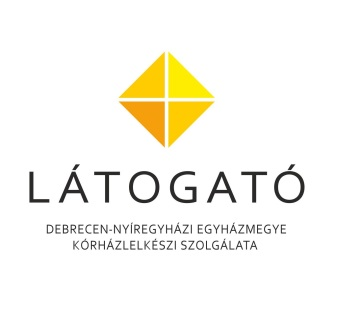 LÁTOGATÓ
DEBRECEN-NYÍREGYHÁZI EGYHÁZMEGYE
KÓRHÁZLELKÉSZI SZOLGÁLATA